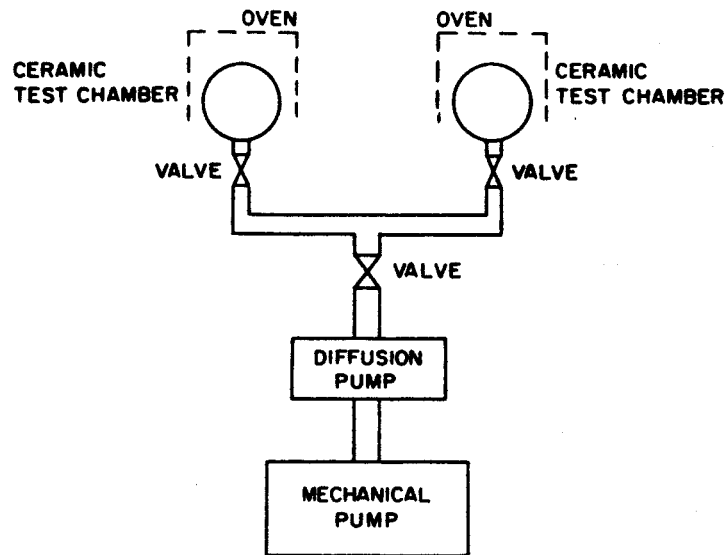 OVEN
OVEN
CERAMIC
TEST CHAMBER
CERAMIC
TEST CHAMBER
VALVE
VALVE
VALVE
DIFFUSION
PUMP
MECHANICAL
PUMP